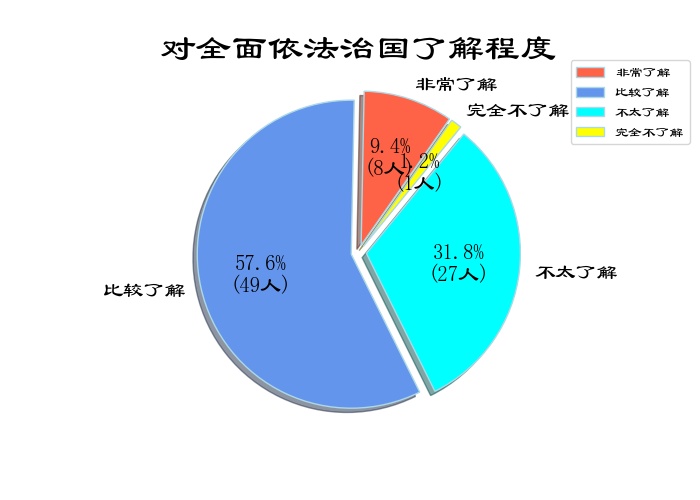 对全面依法治国了解程度
非常了解
完全不了解
不太了解
比较了解
9.4%
(8人)
1.2%
(1人)
31.8%
(27人)
57.6%
(49人)
非常了解
比较了解
不太了解
完全不了解